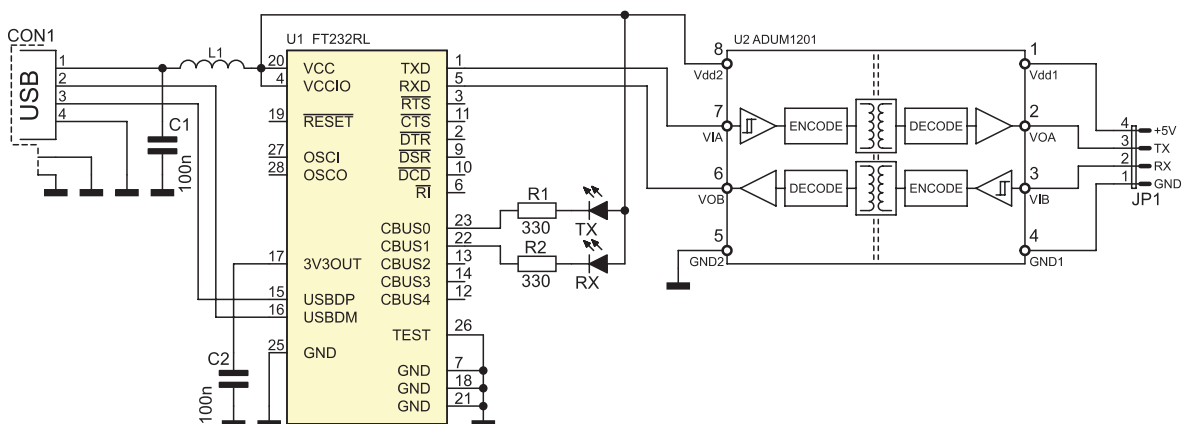 CON1
USB
1
2
3
4
C1
100n
L1
U1 FT232RL
20 VCC
4 VCCIO
19 RESET
27 OSCI
28 OSCO
17 3V3OUT
15 USBDP
16 USBDM
25 GND
C2
100n
TXD 1
RXD 5
RTS 3
CTS 11
DTR 2
DSR 9
DCD 10
RI 6
CBUS0 23
CBUS1 22
CBUS2 13
CBUS3 14
CBUS4 12
TEST 26
GND 7
GND 18
GND 21
R1
330
TX
R2
330
RX
U2 ADUM1201
8 Vdd2
7 VIA
6 VOB
5 GND2
ENCODE
DECODE
DECODE
ENCODE
1 Vdd1
2 VOA
3 VIB
4 GND1
4 +5V
3 TX
2 RX
1 GND
JP1